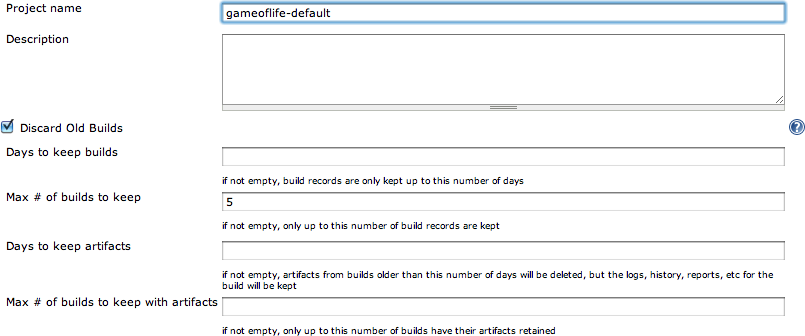 Project name
gameoflife-default
Description
Discard Old Builds
?
Days to keep builds
if not empty, build records are only kept up to this number of days
Max # of builds to keep
5
if not empty, only up to this number of build records are kept
Days to keep artifacts
if not empty, artifacts from builds older than this number of days will be deleted, but the logs, history, reports, etc for the
build will be kept
Max # of builds to keep with artifacts
if not empty, only up to this number of builds have their artifacts retained